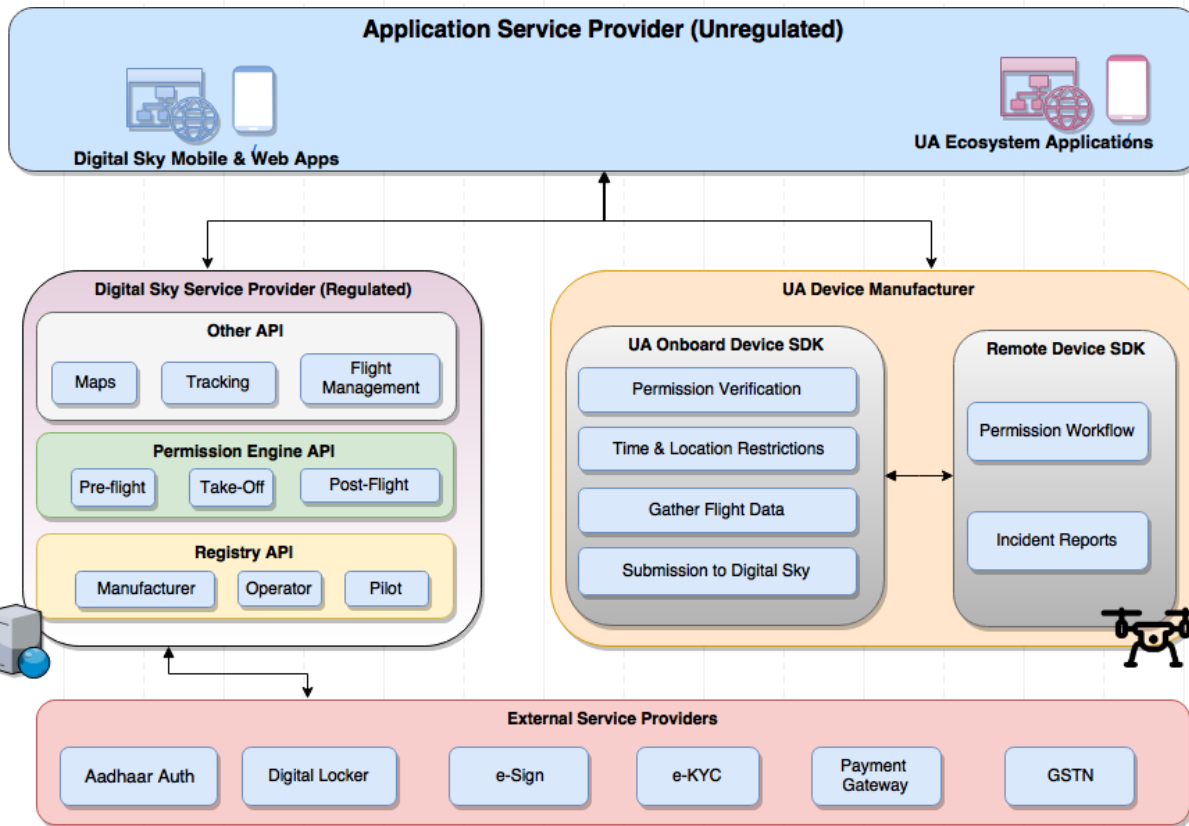 Application Service Provider (Unregulated)
Digital Sky Mobile & Web Apps
UA Ecosystem Applications
Digital Sky Service Provider (Regulated)
Other API
Maps
Tracking
Flight
Management
Permission Engine API
Pre-flight
Take-Off
Post-Flight
Registry API
Manufacturer
Operator
Pilot
UA Device Manufacturer
UA Onboard Device SDK
Permission Verification
Time & Location Restrictions
Gather Flight Data
Submission to Digital Sky
Remote Device SDK
Permission Workflow
Incident Reports
External Service Providers
Aadhaar Auth
Digital Locker
e-Sign
e-KYC
Payment
Gateway
GSTN